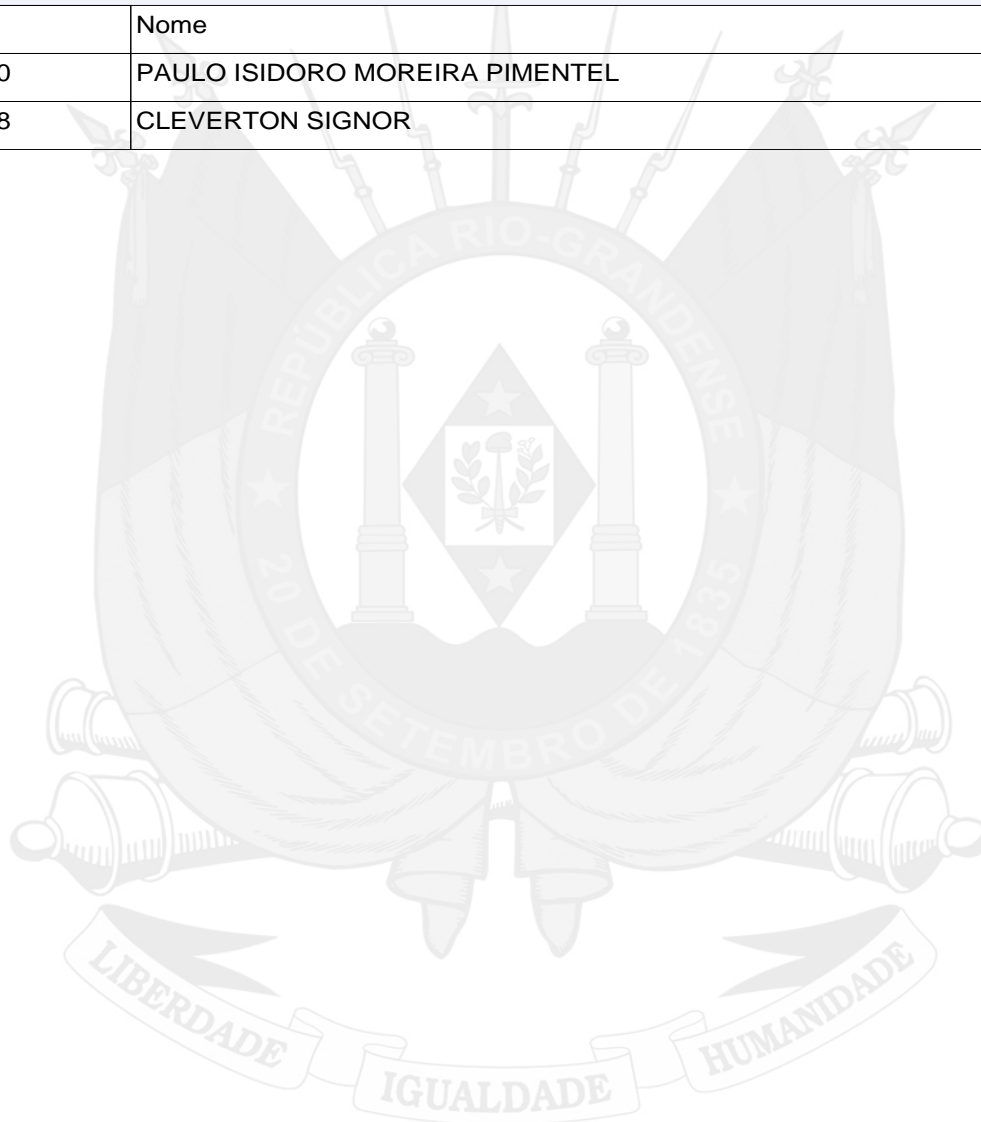 Nome
0 PAULO ISIDORO MOREIRA PIMENTEL
8 CLEVERTON SIGNOR
REPÚBLICA RIO-GRANDENSE
20 DE SETEMBRO DE 1835
LIBERDADE
IGUALDADE
HUMANIDADE